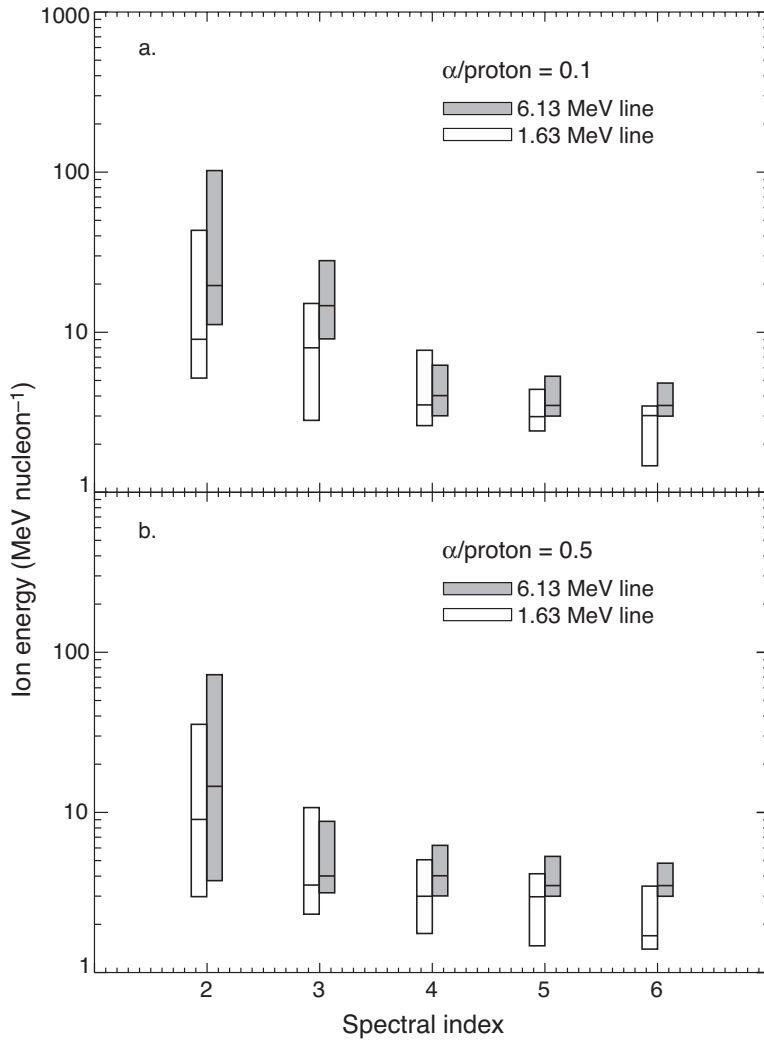 1000
a.
α/proton = 0.1
6.13 MeV line
1.63 MeV line
100
10
1
b.
α/proton = 0.5
6.13 MeV line
1.63 MeV line
100
10
1
2 3 4 5 6
Spectral index
Ion energy (MeV nucleon⁻¹)